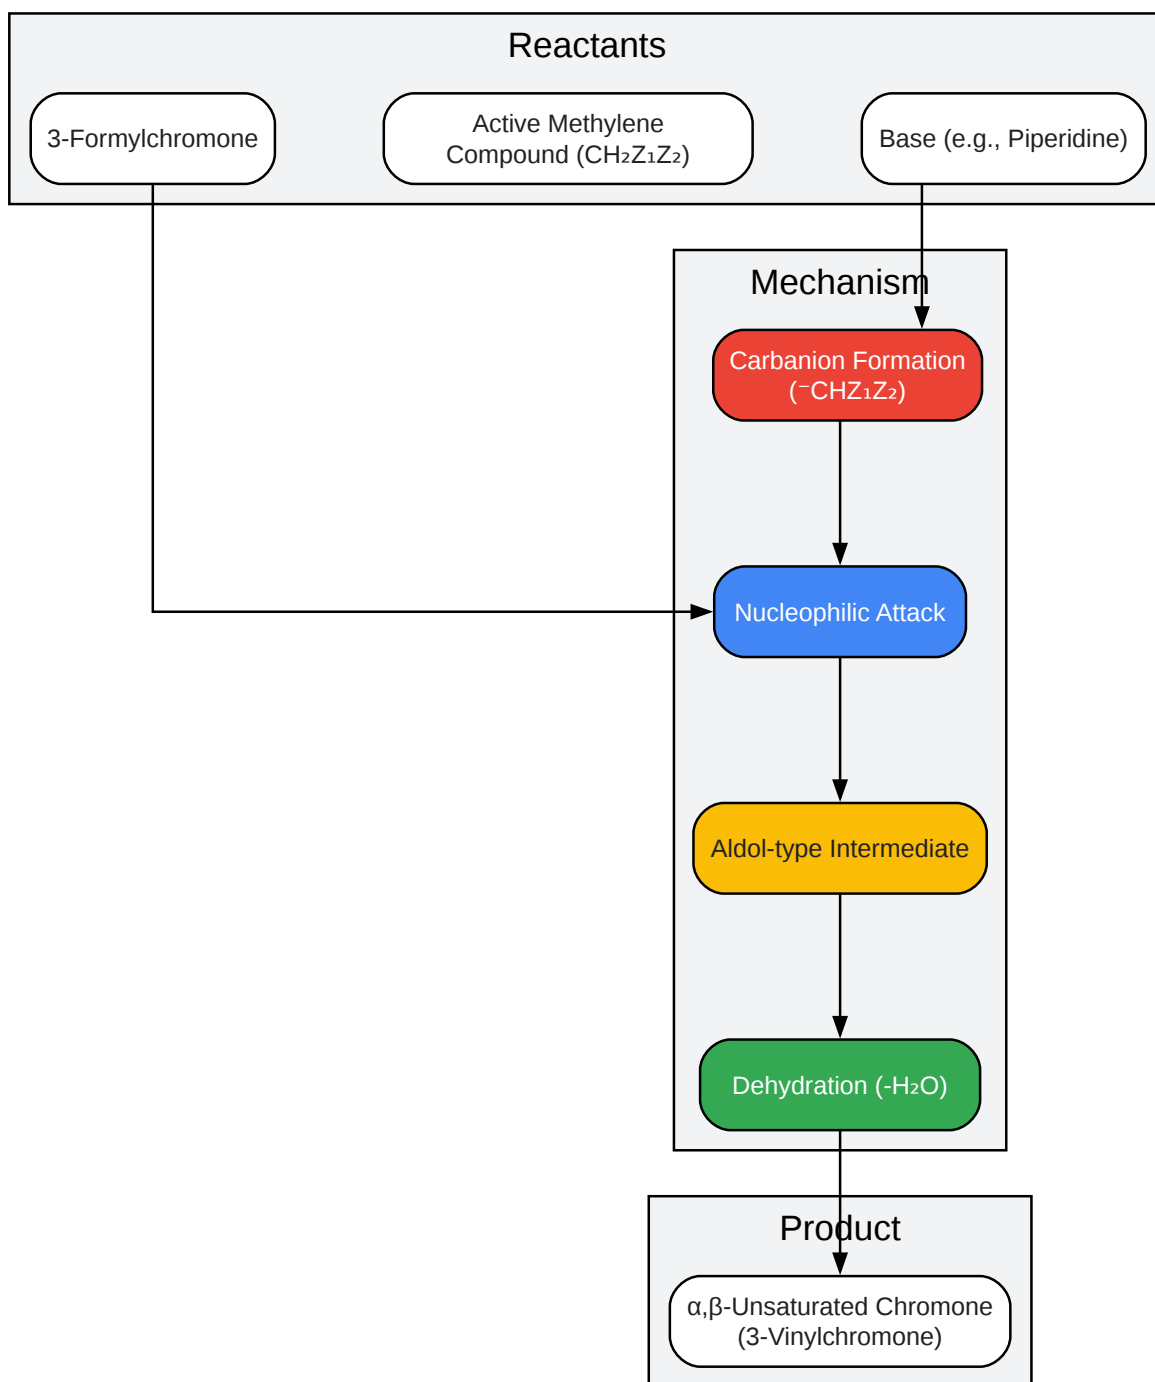 Reactants
3-Formylchromone
Active Methylene
Compound (CH₂Z₁Z₂)
Base (e.g., Piperidine)
Mechanism
Carbanion Formation
(⁻CHZ₁Z₂)
Nucleophilic Attack
Aldol-type Intermediate
Dehydration (-H₂O)
Product
α,β-Unsaturated Chromone
(3-Vinylchromone)